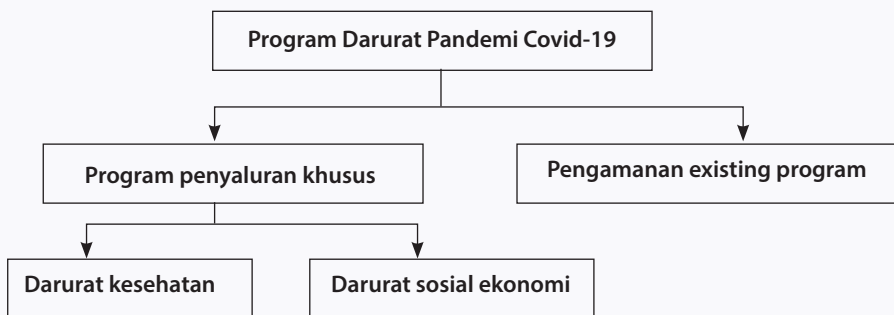 Program Darurat Pandemi Covid-19
Program penyaluran khusus
Pengamanan existing program
Darurat kesehatan
Darurat sosial ekonomi